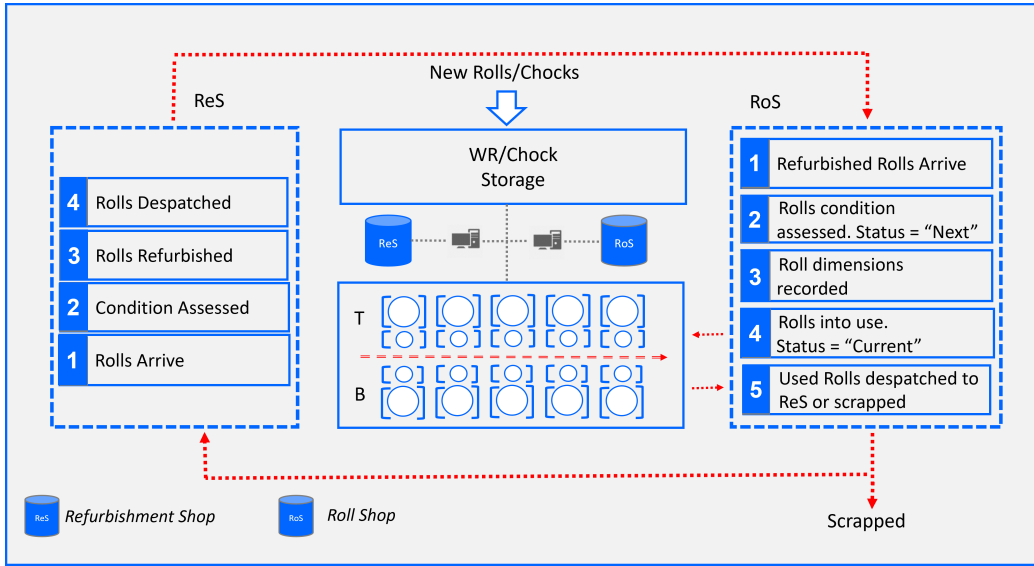 New Rolls/Chocks
ReS
RoS
WR/Chock
Storage
4 Rolls Despatched
3 Rolls Refurbished
2 Condition Assessed
1 Rolls Arrive
ReS
RoS
T
B
1 Refurbished Rolls Arrive
2 Rolls condition
assessed. Status = “Next”
3 Roll dimensions
recorded
4 Rolls into use.
Status = “Current”
5 Used Rolls despatched to
ReS or scrapped
ReS Refurbishment Shop
RoS Roll Shop
Scrapped